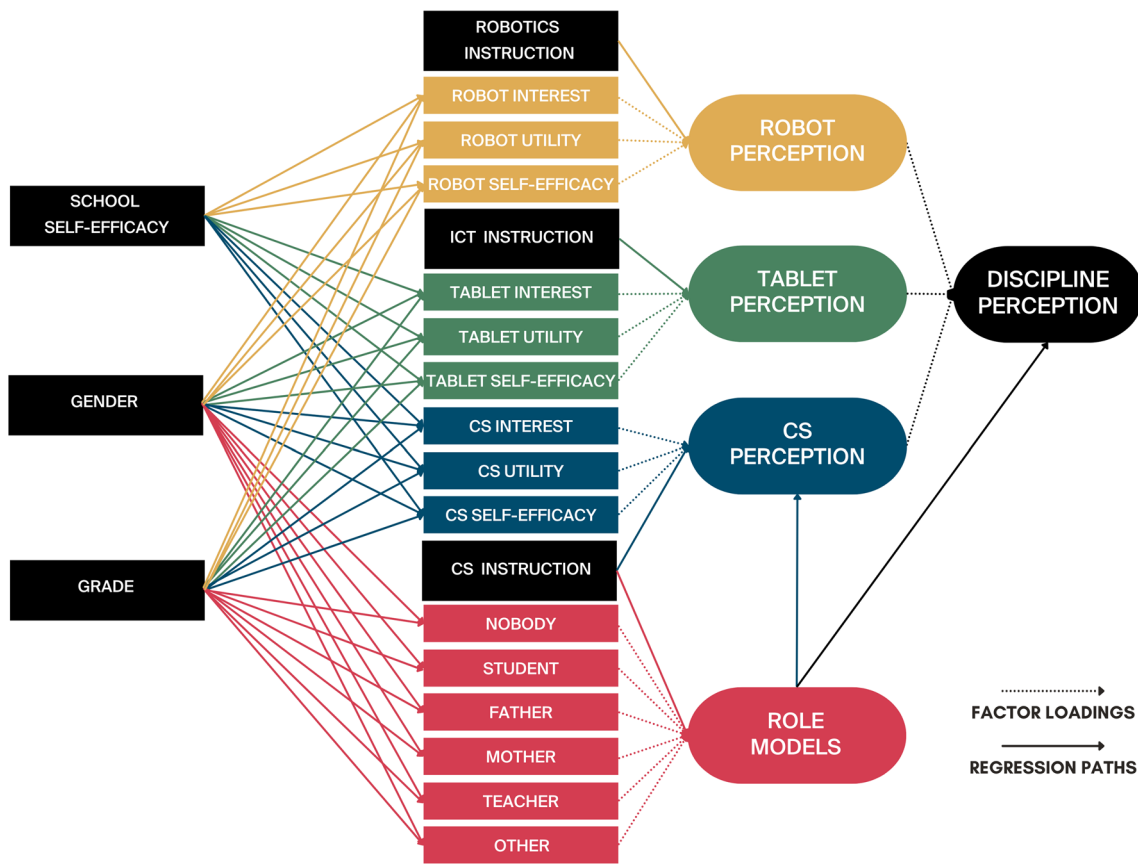 SCHOOL
SELF-EFFICACY
GENDER
GRADE
ROBOTICS
INSTRUCTION
ROBOT INTEREST
ROBOT UTILITY
ROBOT SELF-EFFICACY
ICT INSTRUCTION
TABLET INTEREST
TABLET UTILITY
TABLET SELF-EFFICACY
CS INTEREST
CS UTILITY
CS SELF-EFFICACY
CS INSTRUCTION
NOBODY
STUDENT
FATHER
MOTHER
TEACHER
OTHER
ROBOT
PERCEPTION
TABLET
PERCEPTION
CS
PERCEPTION
ROLE
MODELS
DISCIPLINE
PERCEPTION
FACTOR LOADINGS
REGRESSION PATHS